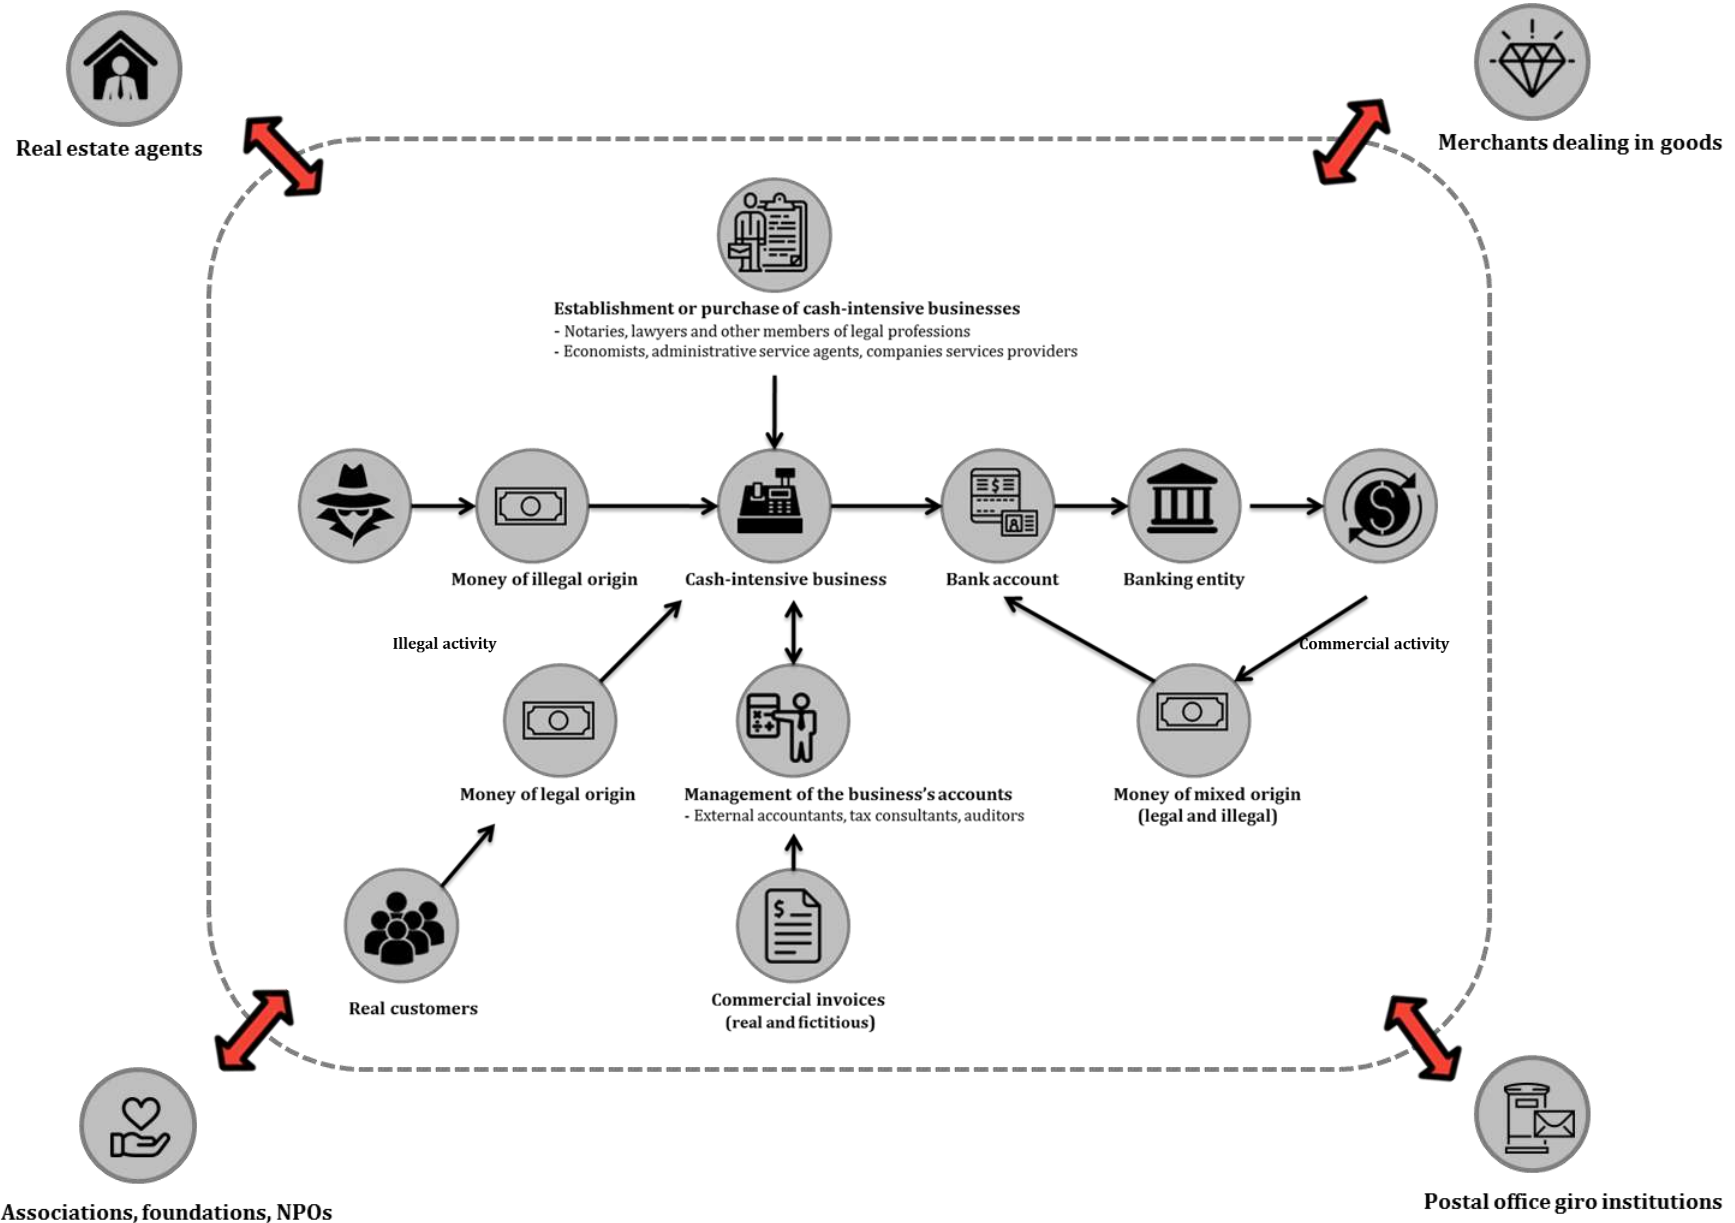 Real estate agents
Merchants dealing in goods
Establishment or purchase of cash-intensive businesses
- Notaries, lawyers and other members of legal professions
- Economists, administrative service agents, companies services providers
Money of illegal origin
Cash-intensive business
Bank account
Banking entity
Illegal activity
Commercial activity
Money of legal origin
Management of the business's accounts
- External accountants, tax consultants, auditors
Money of mixed origin
(legal and illegal)
Real customers
Commercial invoices
(real and fictitious)
Associations, foundations, NPOs
Postal office giro institutions